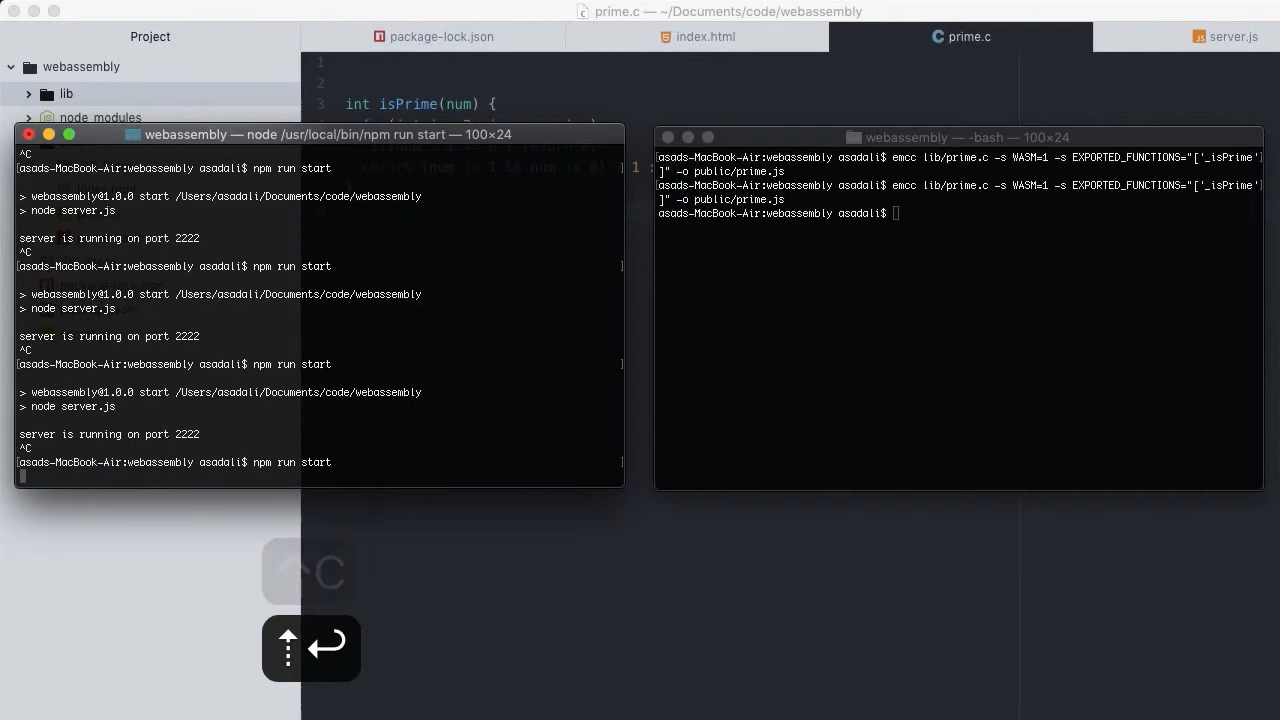 prime.c — ~/Documents/code/webassembly
Project
package-lock.json
index.html
prime.c
server.js
webassembly
lib
node_modules
1
2
3 int isPrime(num) {
webassembly — node /usr/local/bin/npm run start — 100×24
^C
[asads-MacBook-Air:webassembly asadali$ npm run start ]
> webassembly@1.0.0 start /Users/asadali/Documents/code/webassembly
> node server.js
server is running on port 2222
^C
[asads-MacBook-Air:webassembly asadali$ npm run start ]
> webassembly@1.0.0 start /Users/asadali/Documents/code/webassembly
> node server.js
server is running on port 2222
^C
[asads-MacBook-Air:webassembly asadali$ npm run start ]
> webassembly@1.0.0 start /Users/asadali/Documents/code/webassembly
> node server.js
server is running on port 2222
^C
[asads-MacBook-Air:webassembly asadali$ npm run start ]
1 :
webassembly — -bash — 100×24
[asads-MacBook-Air:webassembly asadali$ emcc lib/prime.c -s WASM=1 -s EXPORTED_FUNCTIONS="['_isPrime']
]" -o public/prime.js
[asads-MacBook-Air:webassembly asadali$ emcc lib/prime.c -s WASM=1 -s EXPORTED_FUNCTIONS="['_isPrime']
]" -o public/prime.js
asads-MacBook-Air:webassembly asadali$
^C